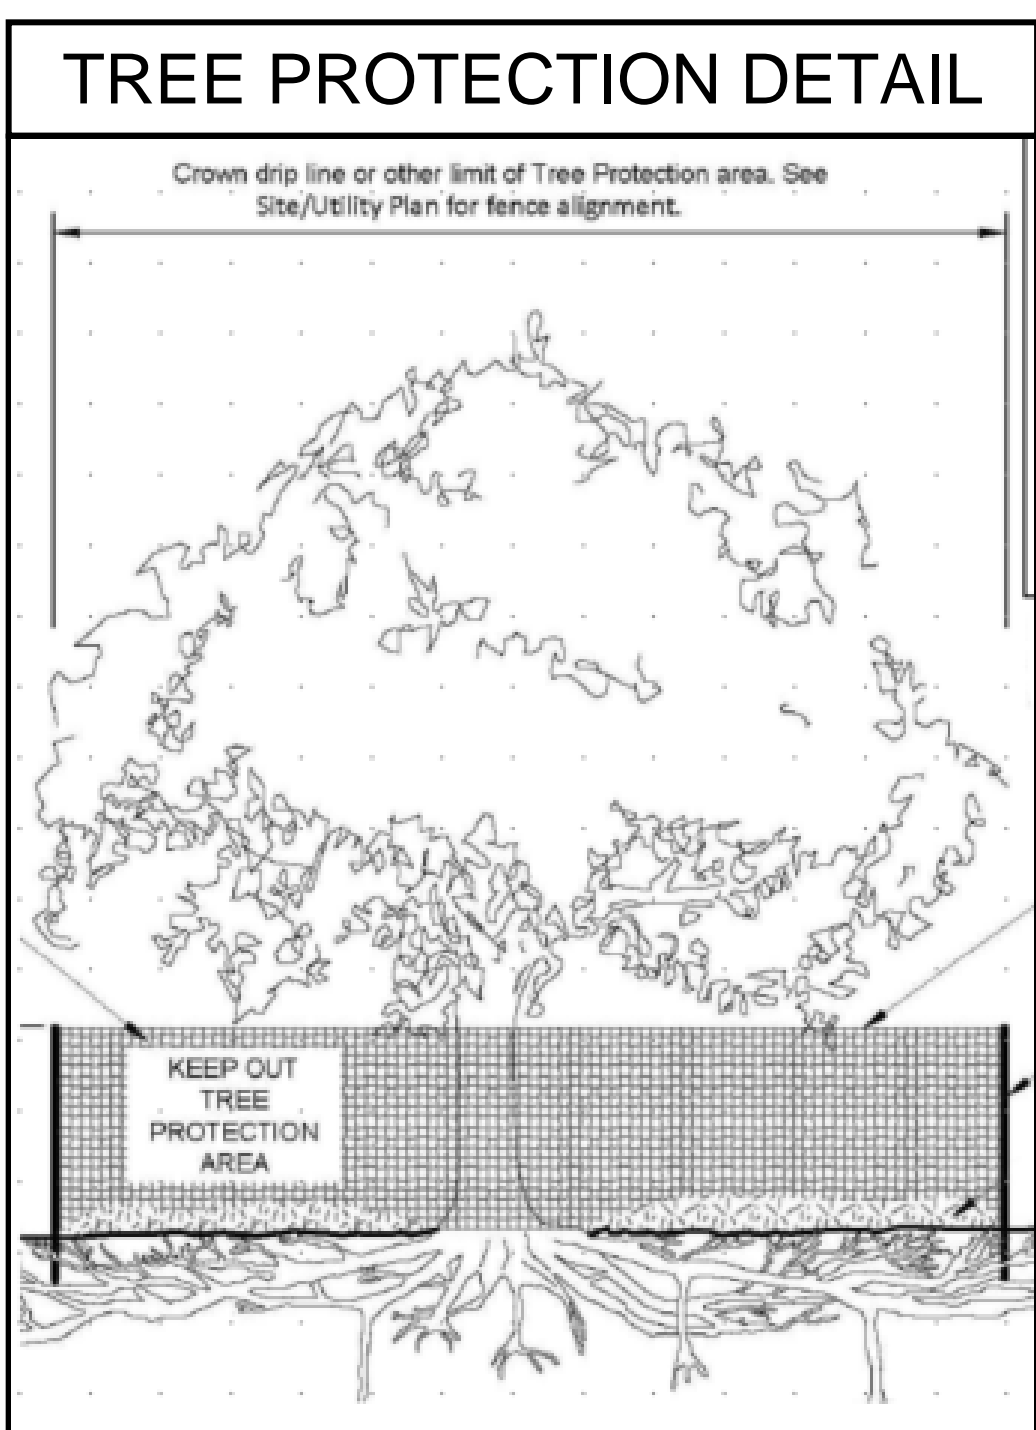 TREE PROTECTION DETAIL
Crown drip line or other limit of Tree Protection area. See
Site/Utility Plan for fence alignment.
KEEP OUT
TREE
PROTECTION
AREA